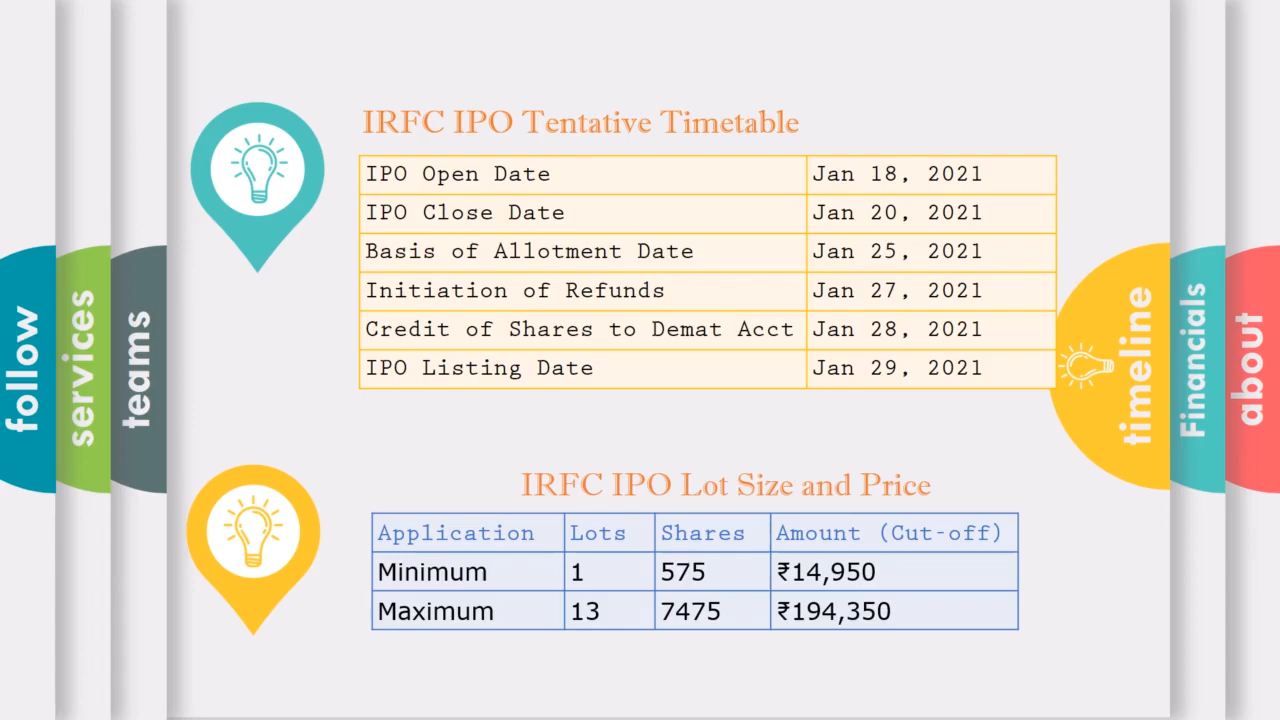 follow
services
teams
IRFC IPO Tentative Timetable
IPO Open Date Jan 18, 2021
IPO Close Date Jan 20, 2021
Basis of Allotment Date Jan 25, 2021
Initiation of Refunds Jan 27, 2021
Credit of Shares to Demat Acct Jan 28, 2021
IPO Listing Date Jan 29, 2021
IRFC IPO Lot Size and Price
Application Lots Shares Amount (Cut-off)
Minimum 1 575 ₹14,950
Maximum 13 7475 ₹194,350
timeline
Financials
about